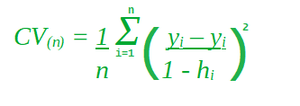 CV(n) = 1/n n Σ i=1 ( yi – yi / 1 - hi )²